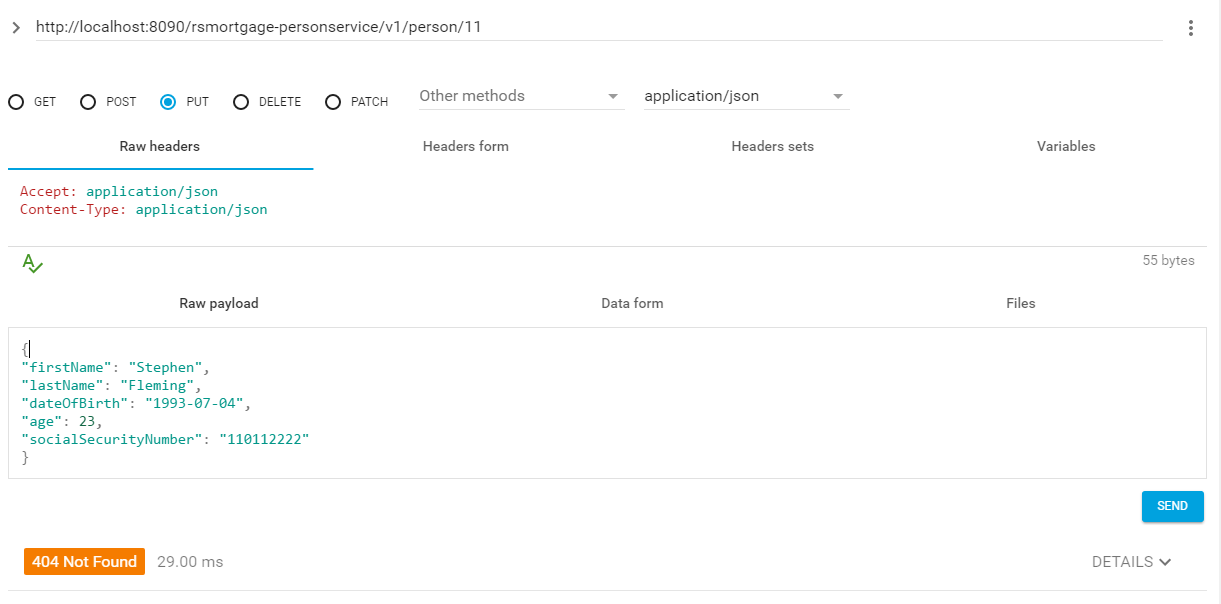 http://localhost:8090/rsmortgage-personservice/v1/person/11
GET POST PUT DELETE PATCH Other methods application/json
Raw headers Headers form Headers sets Variables
Accept: application/json
Content-Type: application/json
55 bytes
Raw payload Data form Files
{
"firstName": "Stephen",
"lastName": "Fleming",
"dateOfBirth": "1993-07-04",
"age": 23,
"socialSecurityNumber": "110112222"
}
SEND
404 Not Found 29.00 ms DETAILS